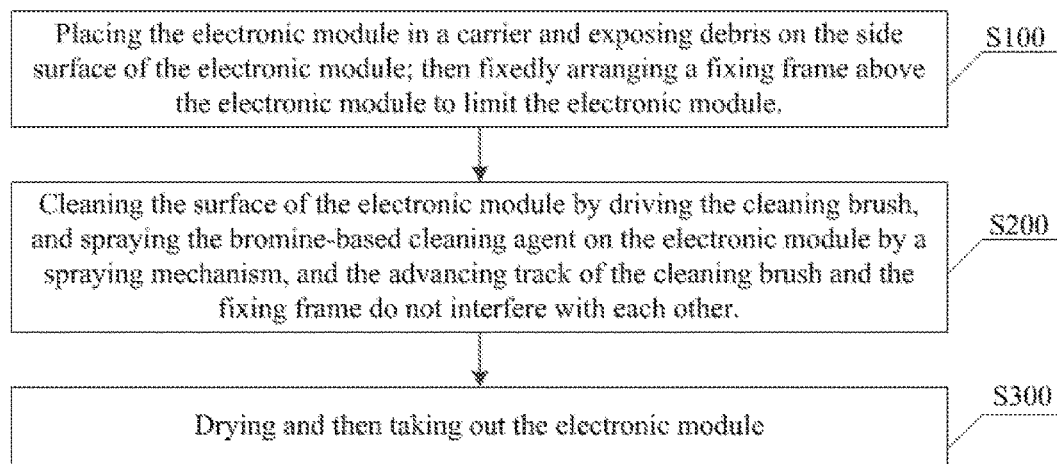 Placing the electronic module in a carrier and exposing debris on the side
surface of the electronic module; then fixedly arranging a fixing frame above
the electronic module to limit the electronic module.
S100
Cleaning the surface of the electronic module by driving the cleaning brush,
and spraying the bromine-based cleaning agent on the electronic module by a
spraying mechanism, and the advancing track of the cleaning brush and the
fixing frame do not interfere with each other.
S200
Drying and then taking out the electronic module
S300